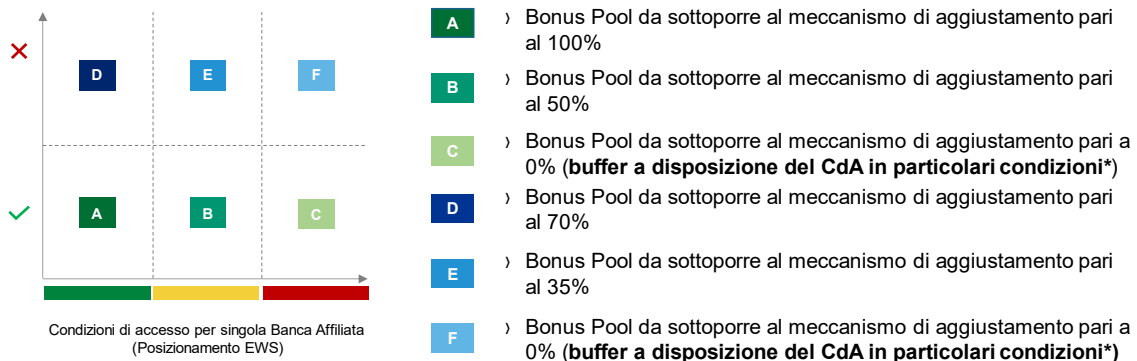 D
E
F
A
B
C
Condizioni di accesso per singola Banca Affiliata
(Posizionamento EWS)
A
› Bonus Pool da sottoporre al meccanismo di aggiustamento pari
al 100%
B
› Bonus Pool da sottoporre al meccanismo di aggiustamento pari
al 50%
C
› Bonus Pool da sottoporre al meccanismo di aggiustamento pari a
0% (buffer a disposizione del CdA in particolari condizioni*)
D
› Bonus Pool da sottoporre al meccanismo di aggiustamento pari
al 70%
E
› Bonus Pool da sottoporre al meccanismo di aggiustamento pari
al 35%
F
› Bonus Pool da sottoporre al meccanismo di aggiustamento pari a
0% (buffer a disposizione del CdA in particolari condizioni*)